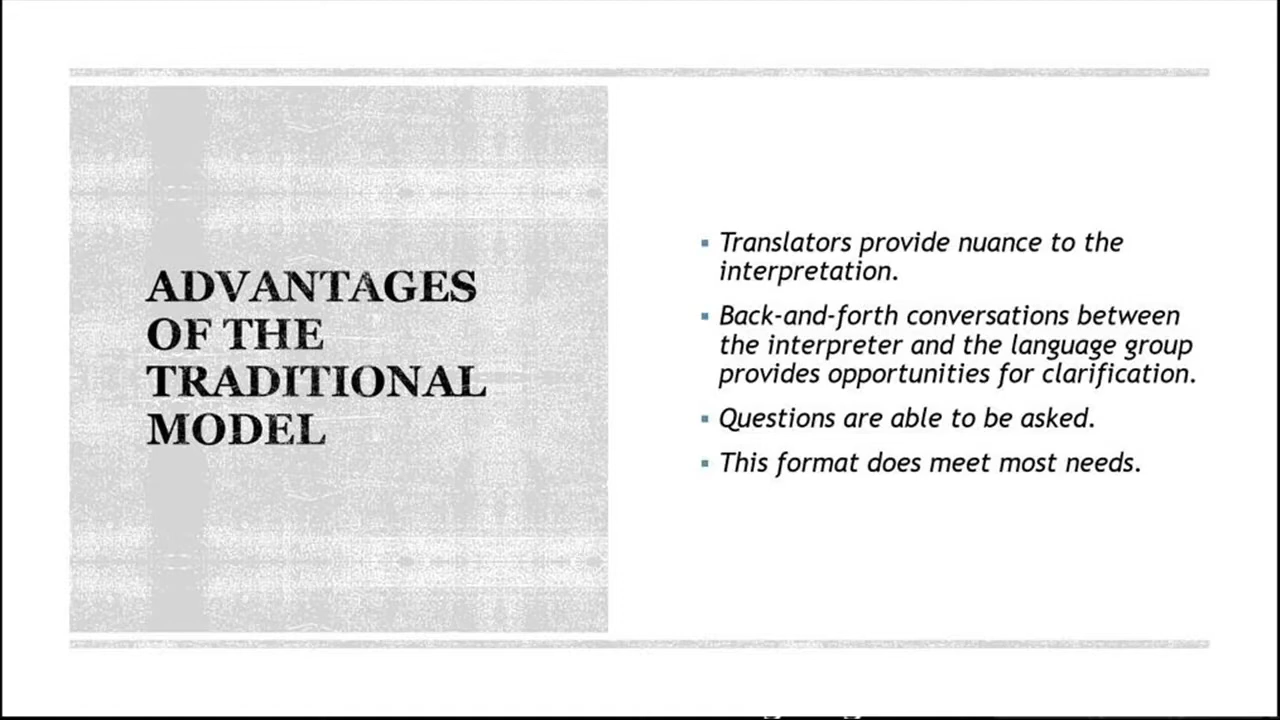 ADVANTAGES
OF THE
TRADITIONAL
MODEL
▪ Translators provide nuance to the
interpretation.
▪ Back-and-forth conversations between
the interpreter and the language group
provides opportunities for clarification.
▪ Questions are able to be asked.
▪ This format does meet most needs.